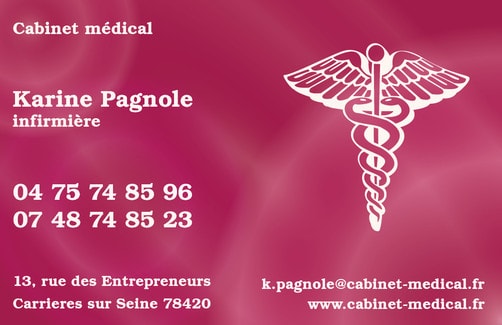 Cabinet médical
Karine Pagnole
infirmière
04 75 74 85 96
07 48 74 85 23
13, rue des Entrepreneurs
Carrieres sur Seine 78420
k.pagnole@cabinet-medical.fr
www.cabinet-medical.fr